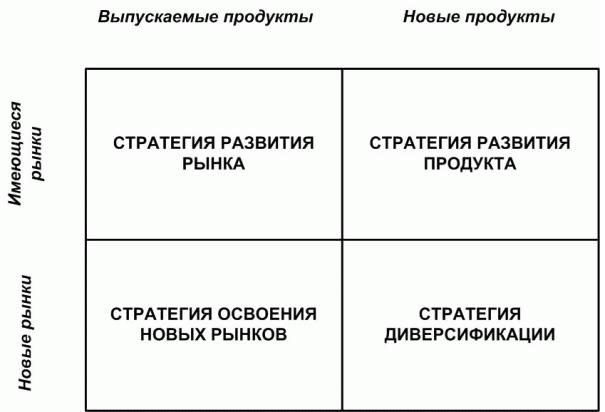 Выпускаемые продукты
Новые продукты
Имеющиеся
рынки
СТРАТЕГИЯ РАЗВИТИЯ
РЫНКА
СТРАТЕГИЯ РАЗВИТИЯ
ПРОДУКТА
Новые рынки
СТРАТЕГИЯ ОСВОЕНИЯ
НОВЫХ РЫНКОВ
СТРАТЕГИЯ
ДИВЕРСИФИКАЦИИ